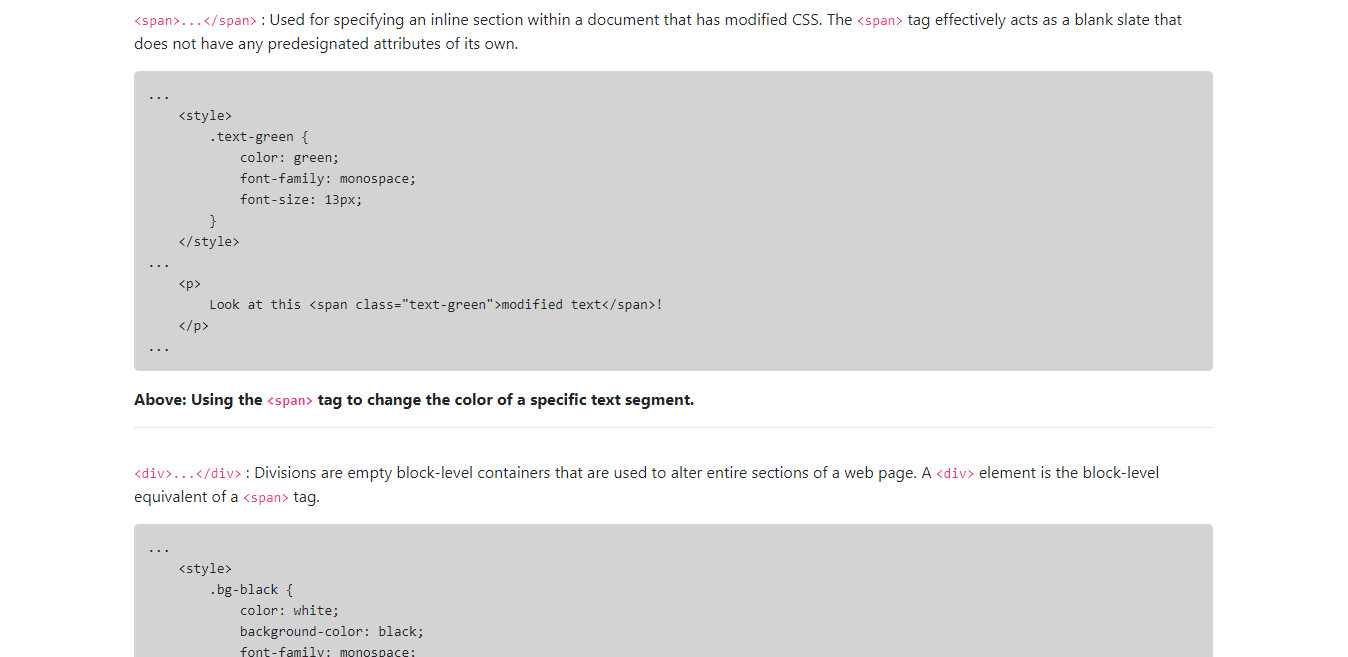 <span>...</span> : Used for specifying an inline section within a document that has modified CSS. The <span> tag effectively acts as a blank slate that
does not have any predesignated attributes of its own.
...
    <style>
        .text-green {
            color: green;
            font-family: monospace;
            font-size: 13px;
        }
    </style>
...
    <p>
        Look at this <span class="text-green">modified text</span>!
    </p>
...
Above: Using the <span> tag to change the color of a specific text segment.
<div>...</div> : Divisions are empty block-level containers that are used to alter entire sections of a web page. A <div> element is the block-level
equivalent of a <span> tag.
...
    <style>
        .bg-black {
            color: white;
            background-color: black;
            font-family: monospace;